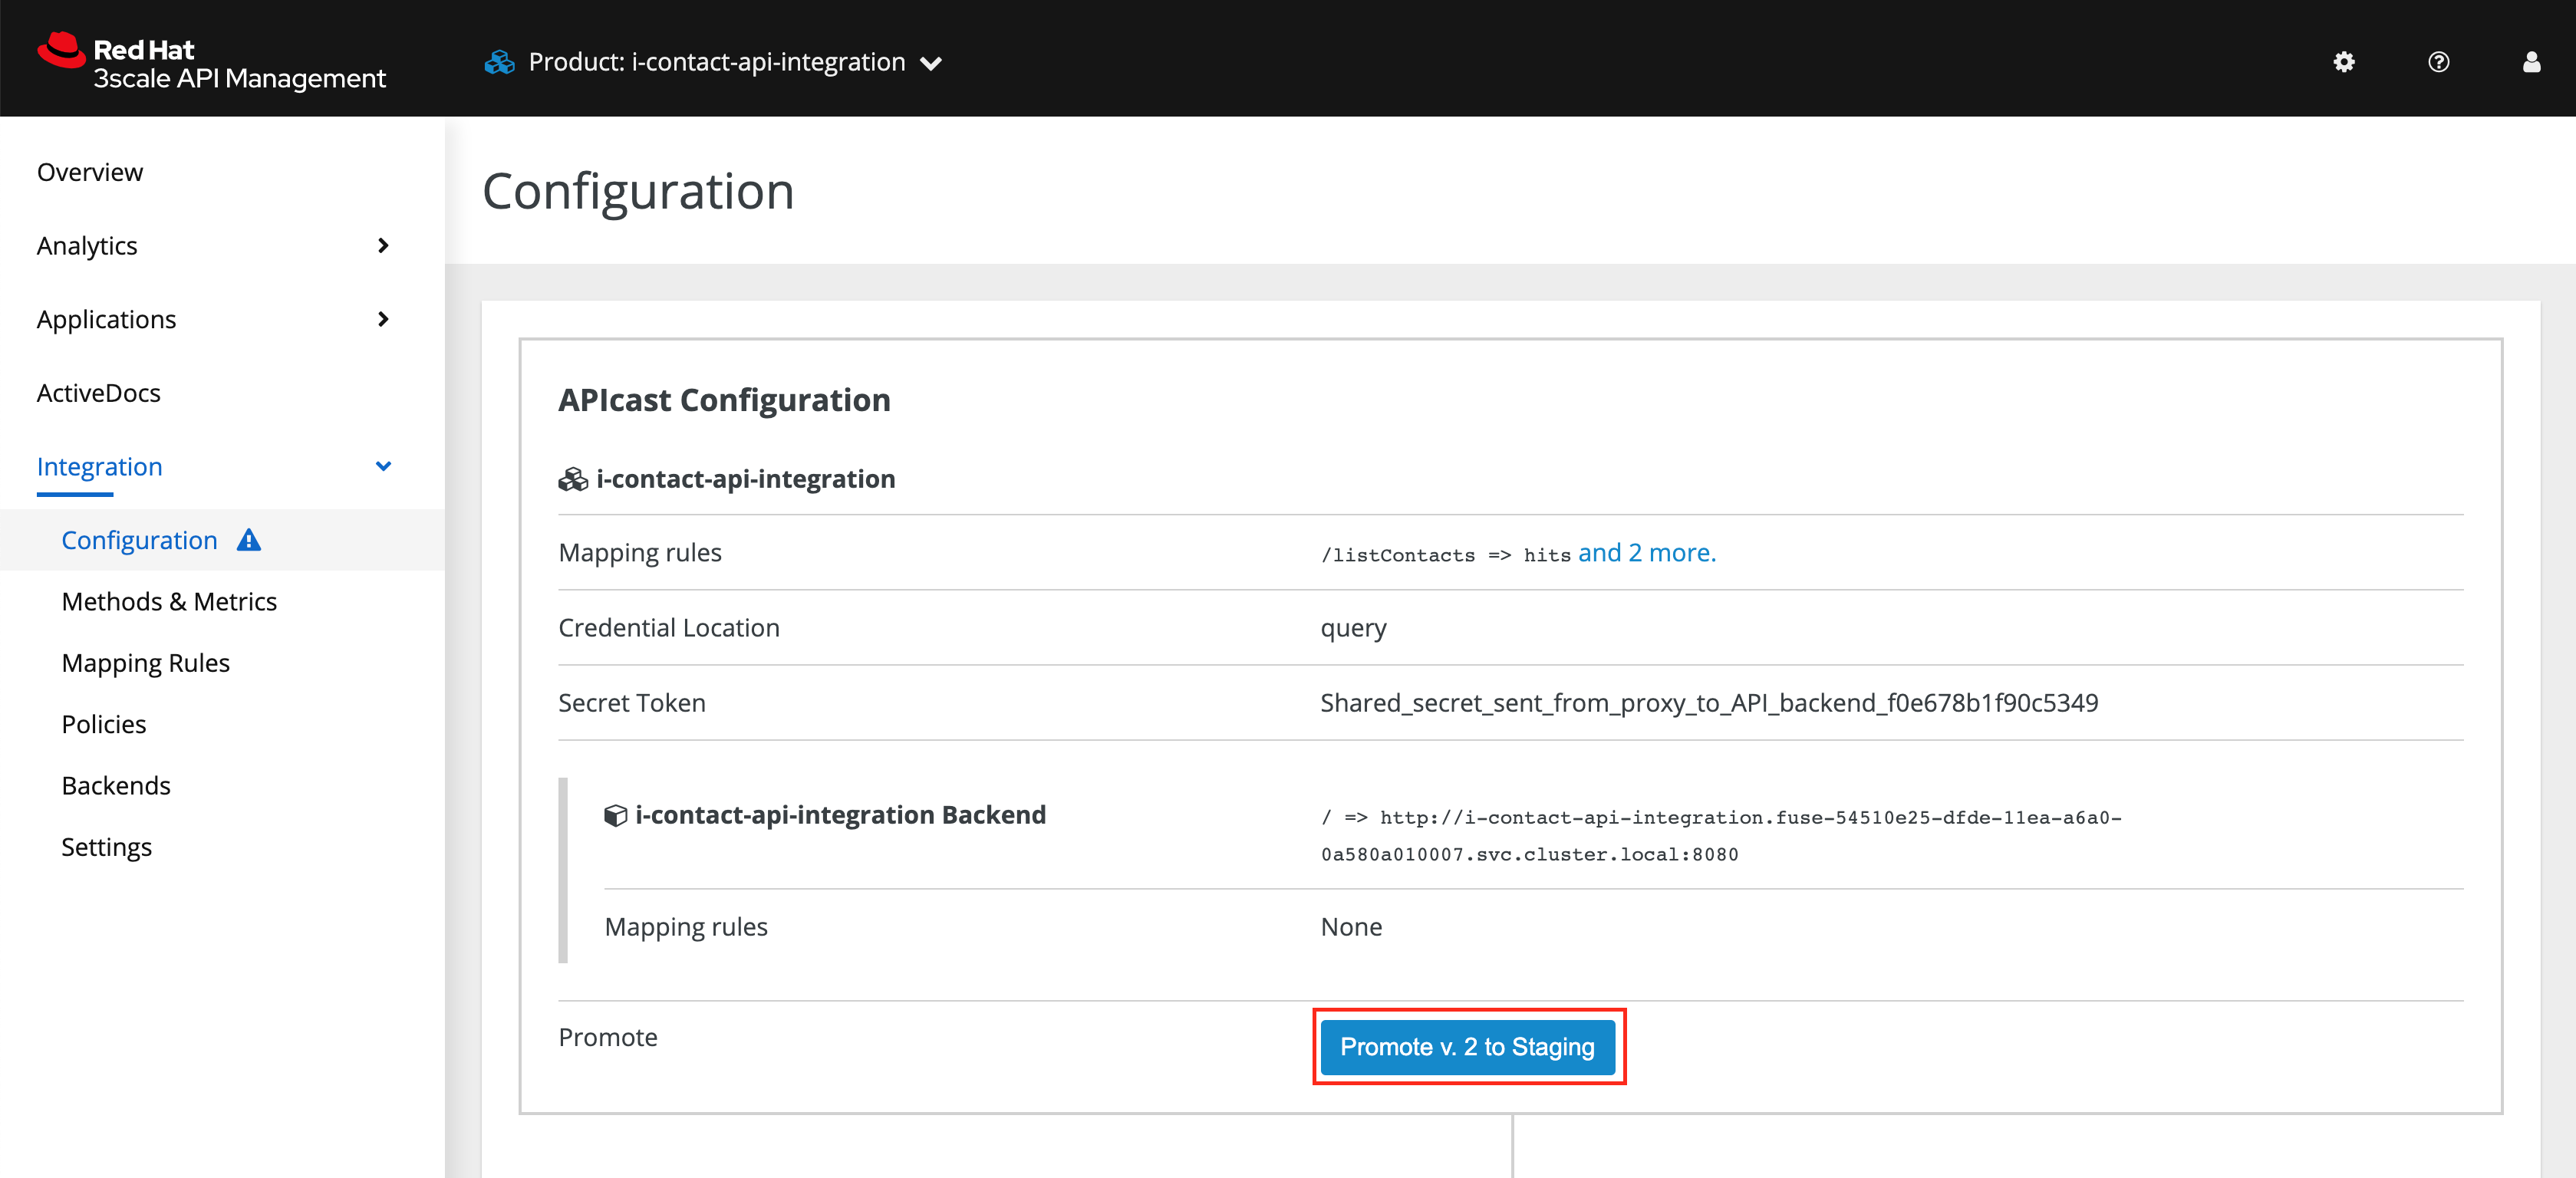 Red Hat
3scale API Management
Product: i-contact-api-integration
Overview
Analytics
Applications
ActiveDocs
Integration
Configuration
Methods & Metrics
Mapping Rules
Policies
Backends
Settings
Configuration
APIcast Configuration
i-contact-api-integration
Mapping rules /listContacts => hits and 2 more.
Credential Location query
Secret Token Shared_secret_sent_from_proxy_to_API_backend_f0e678b1f90c5349
i-contact-api-integration Backend / => http://i-contact-api-integration.fuse-54510e25-dfde-11ea-a6a0-
0a580a010007.svc.cluster.local:8080
Mapping rules None
Promote Promote v. 2 to Staging